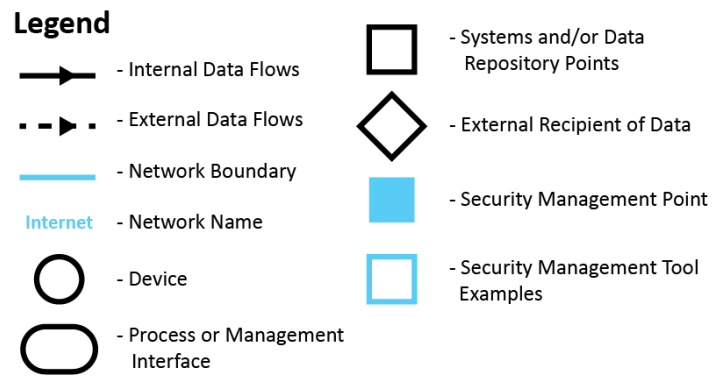 Legend
- Internal Data Flows
- External Data Flows
- Network Boundary
Internet - Network Name
- Device
- Process or Management
Interface
- Systems and/or Data
Repository Points
- External Recipient of Data
- Security Management Point
- Security Management Tool
Examples